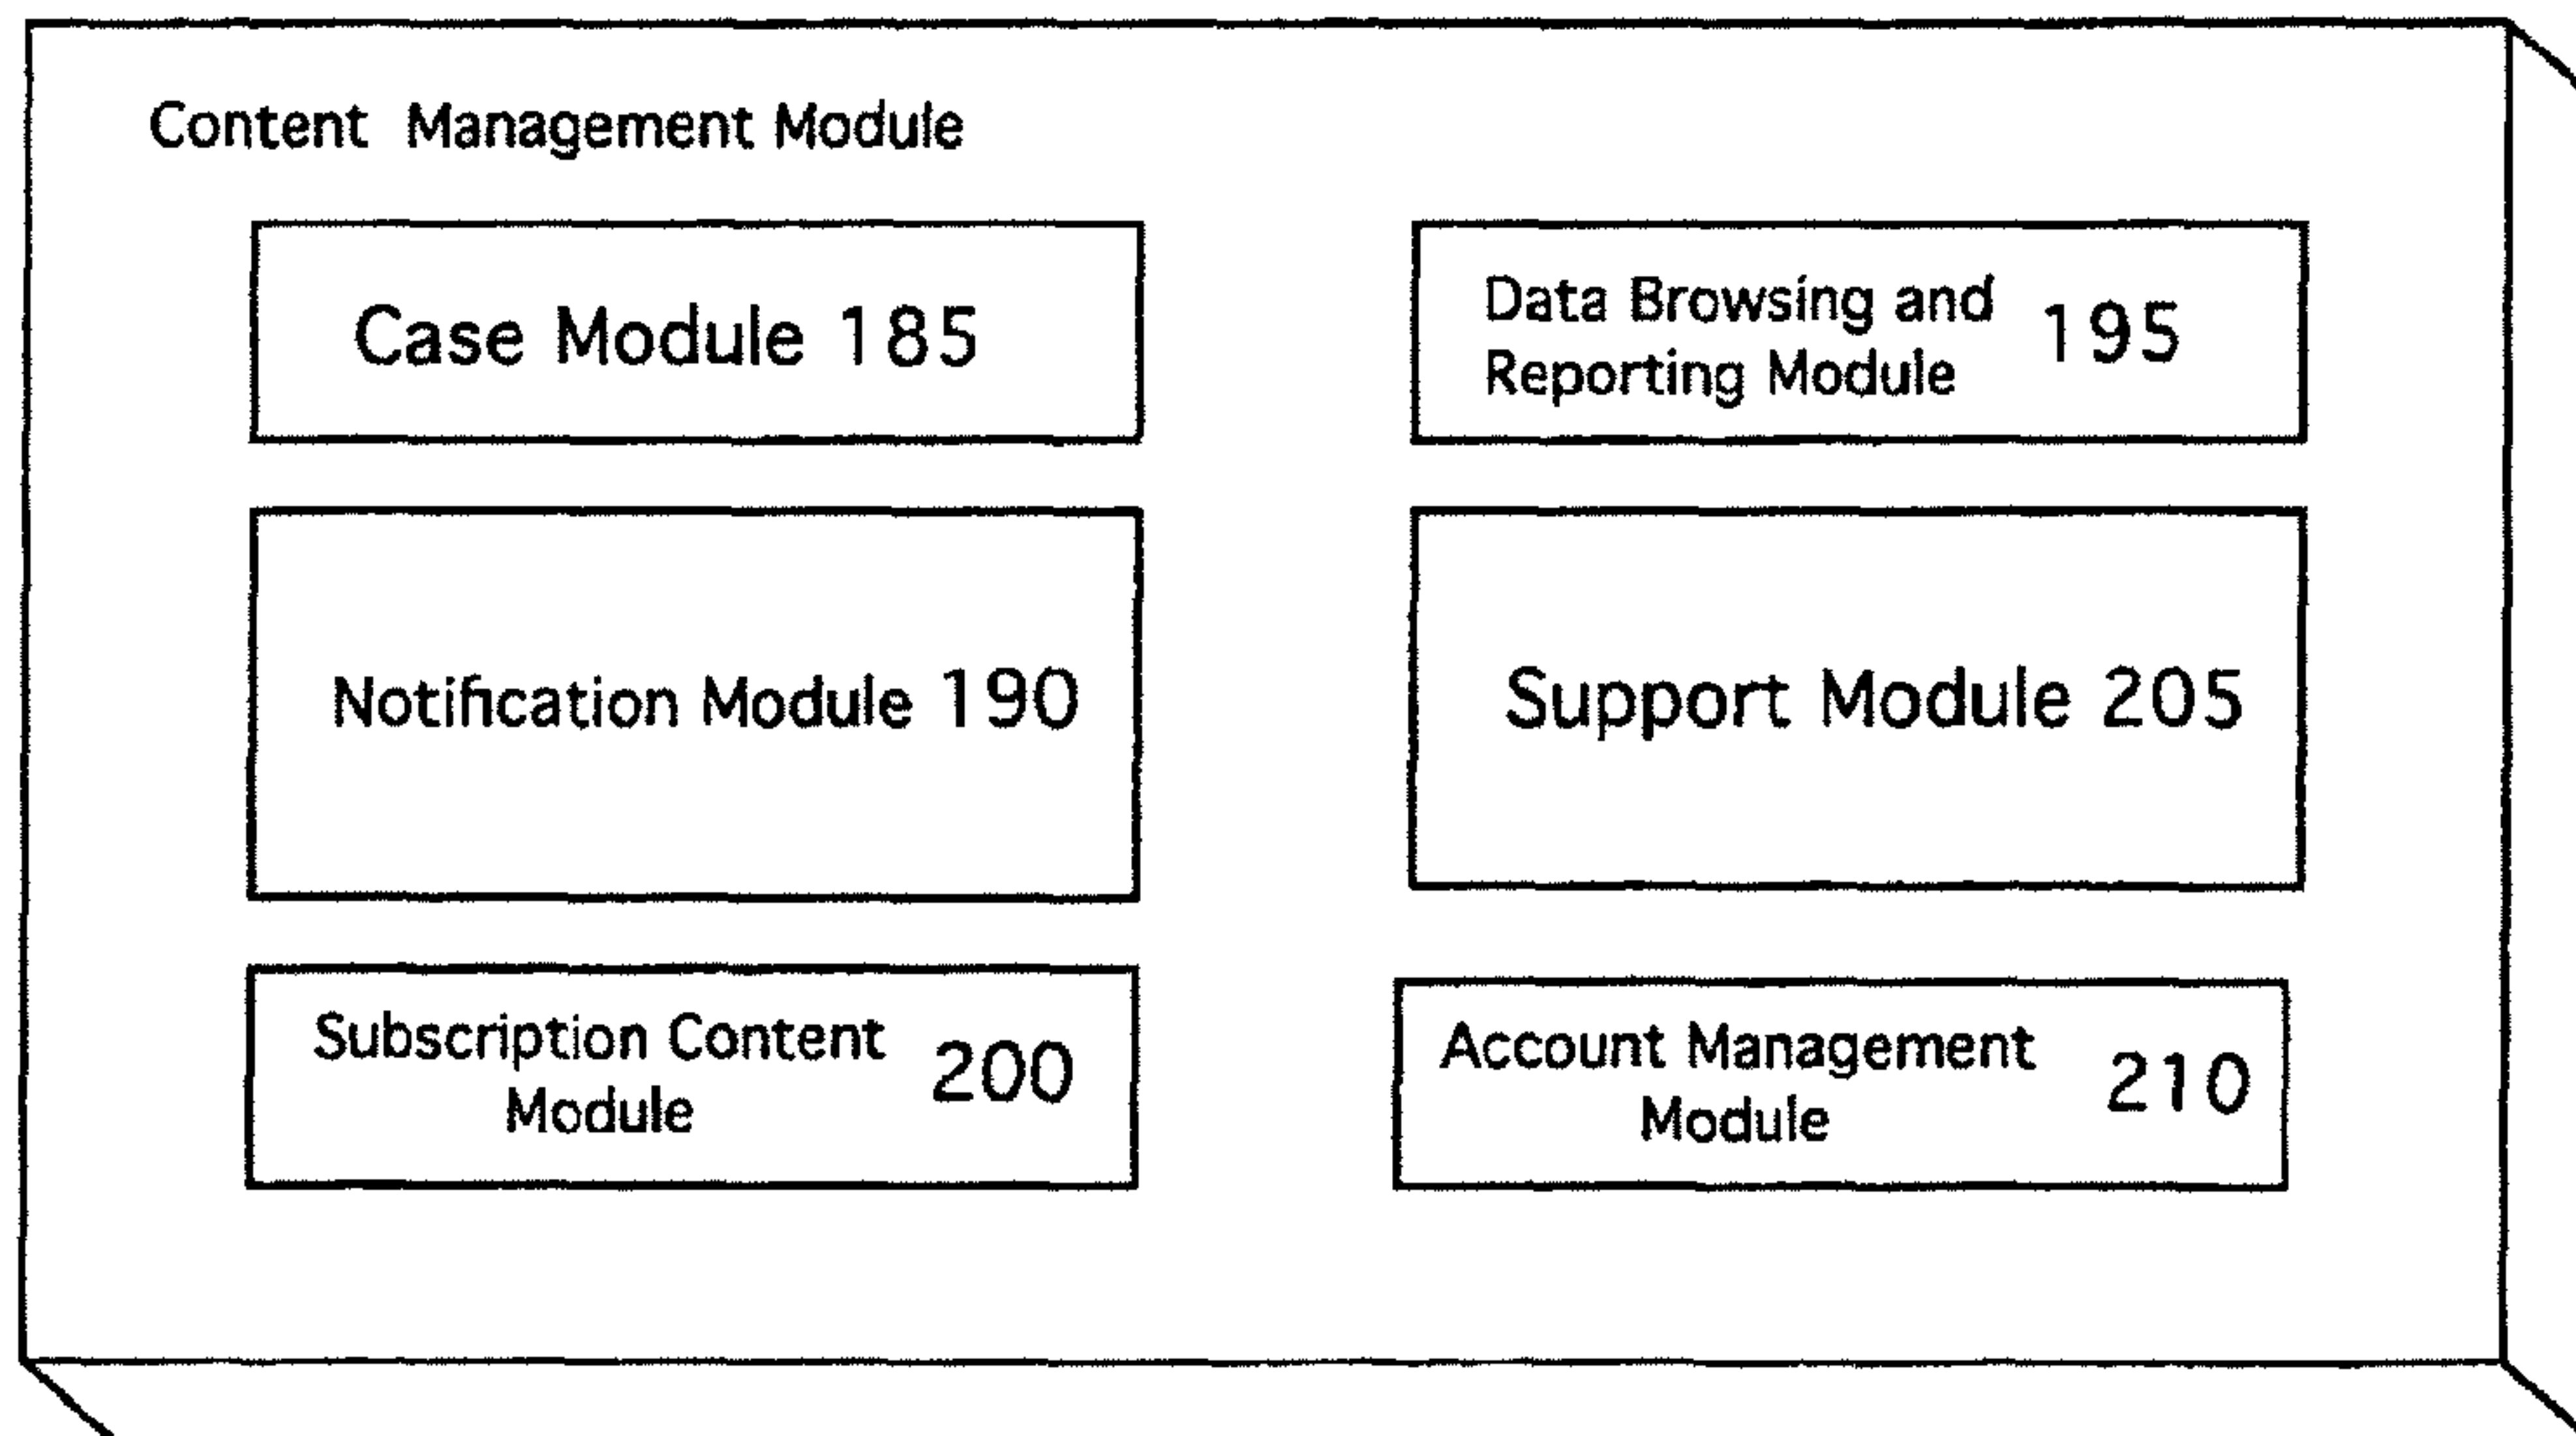 Content Management Module
Case Module 185
Data Browsing and
Reporting Module 195
Notification Module 190
Support Module 205
Subscription Content
Module 200
Account Management
Module 210